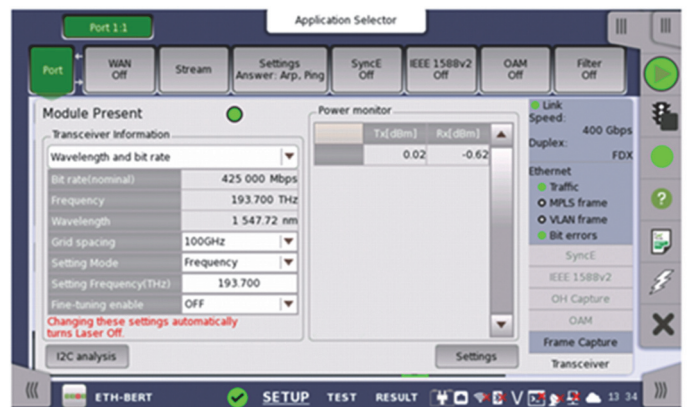 Application Selector
Port 1:1
Port
WAN
Off
Stream
Settings
Answer: Arp, Ping
SyncE
Off
IEEE 1588v2
Off
OAM
Off
Filter
Off
Module Present
Transceiver Information
Wavelength and bit rate
Bit rate(nominal) 425 000 Mbps
Frequency 193.700 THz
Wavelength 1 547.72 nm
Grid spacing 100GHz
Setting Mode Frequency
Setting Frequency(THz) 193.700
Fine-tuning enable OFF
Changing these settings automatically
turns Laser Off.
I2C analysis
Power monitor
Tx[dBm] Rx[dBm]
0.02 -0.62
Settings
Link
Speed:
400 Gbps
Duplex:
FDX
Ethernet
Traffic
MPLS frame
VLAN frame
Bit errors
SyncE
IEEE 1588v2
OH Capture
OAM
Frame Capture
Transceiver
ETH-BERT SETUP TEST RESULT V 13 34